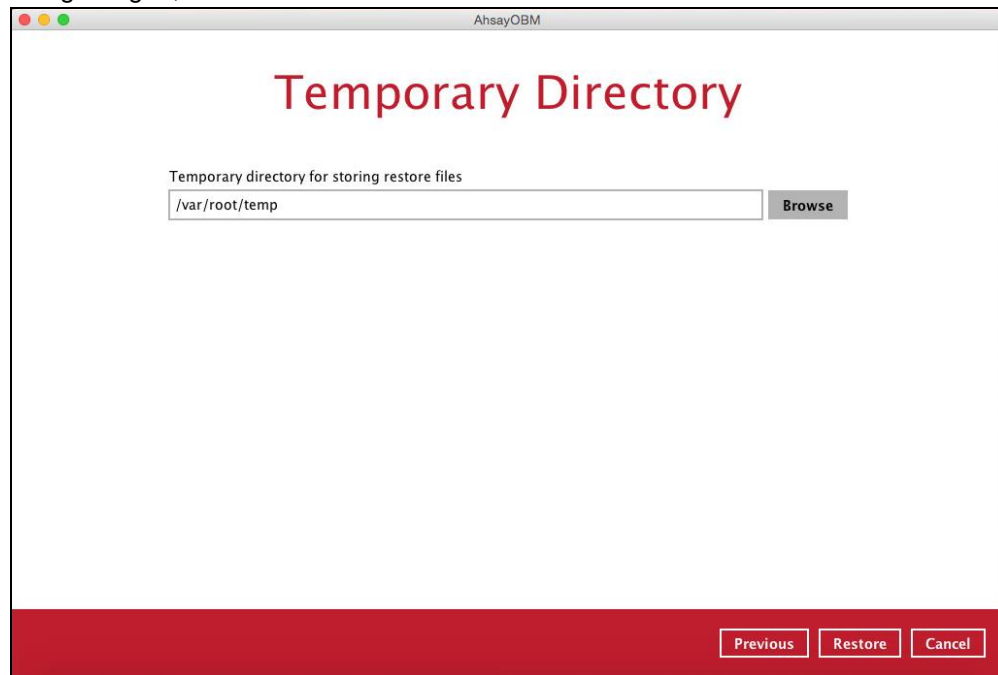 AhsayOBM
Temporary Directory
Temporary directory for storing restore files
/var/root/temp
Browse
Previous Restore Cancel